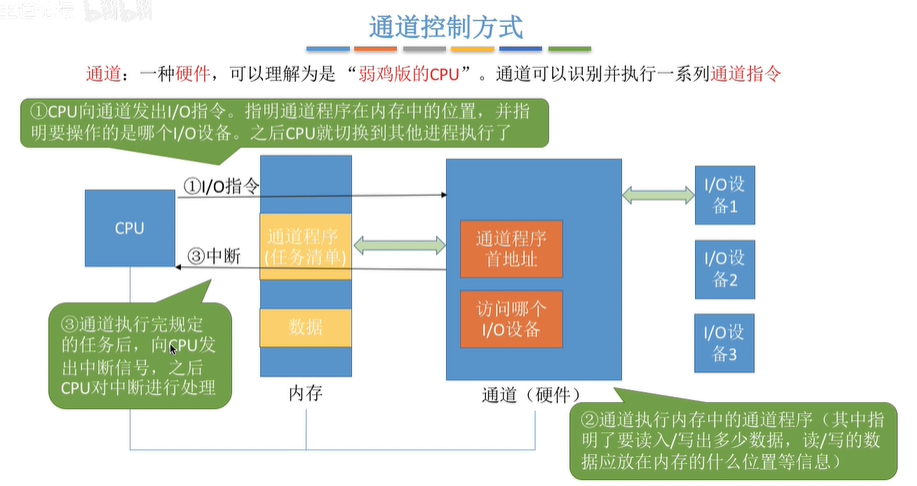 通道控制方式
通道：一种硬件，可以理解为是“弱鸡版的CPU”。通道可以识别并执行一系列通道指令
①CPU向通道发出I/O指令。指明通道程序在内存中的位置，并指
明要操作的是哪个I/O设备。之后CPU就切换到其他进程执行了
①I/O指令
CPU
通道程序
(任务清单)
③中断
数据
内存
通道程序
首地址
访问哪个
I/O设备
通道（硬件）
I/O设
备1
I/O设
备2
I/O设
备3
③通道执行完规定
的任务后，向CPU发
出中断信号，之后
CPU对中断进行处理
②通道执行内存中的通道程序（其中指
明了要读入/写出多少数据，读/写的数
据应放在内存的什么位置等信息）